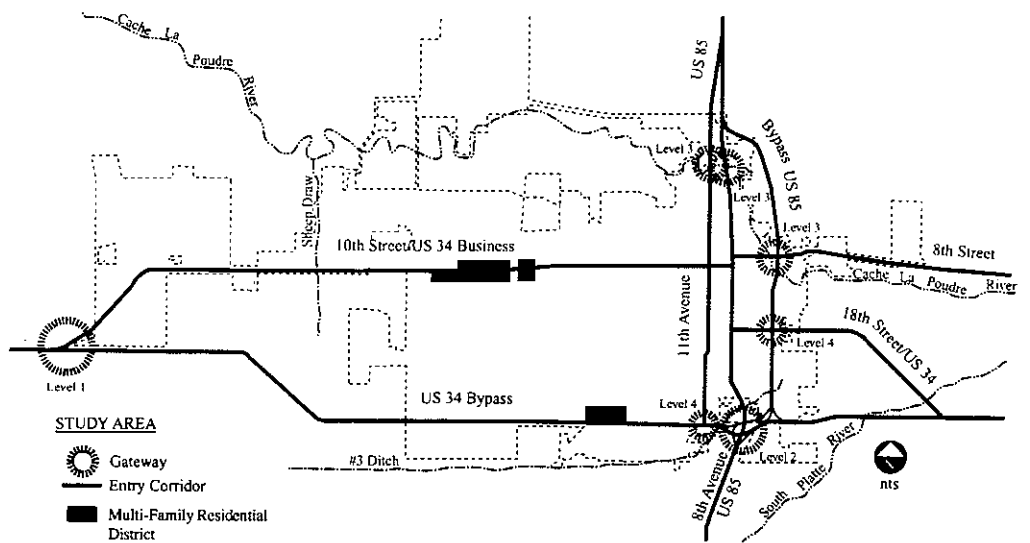 Cache La
Poudre
River
US 85
Bypass US 85
Level 3
Level 3
Level 3
8th Street
Cache La Poudre River
Sheep Draw
10th Street/US 34 Business
11th Avenue
18th Street/US 34
Level 4
Level 1
US 34 Bypass
Level 4
STUDY AREA
Gateway
Entry Corridor
Multi-Family Residential
District
#3 Ditch
8th Avenue
US 85
Level 2
South Platte River
nts